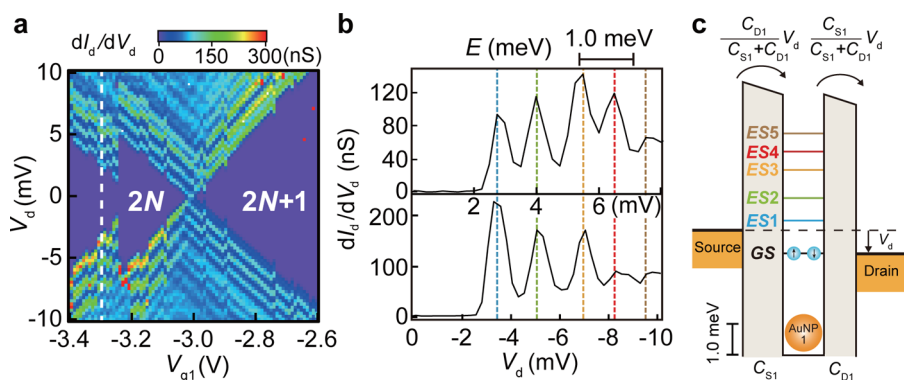 a
dI_d/dV_d
0 150 300(nS)
10
5
0
-5
-10
V_d (mV)
2N
2N+1
-3.4 -3.2 -3.0 -2.8 -2.6
V_g1 (V)
b
E (meV) 1.0 meV
120
80
40
0
2 4 6 (mV)
200
100
0
dI_d/dV_d (nS)
0 -2 -4 -6 -8 -10
V_d (mV)
c
C_D1/(C_S1+C_D1) V_d
C_S1/(C_S1+C_D1) V_d
ES5
ES4
ES3
ES2
ES1
Source
GS
V_d
Drain
1.0 meV
AuNP
1
C_S1 C_D1